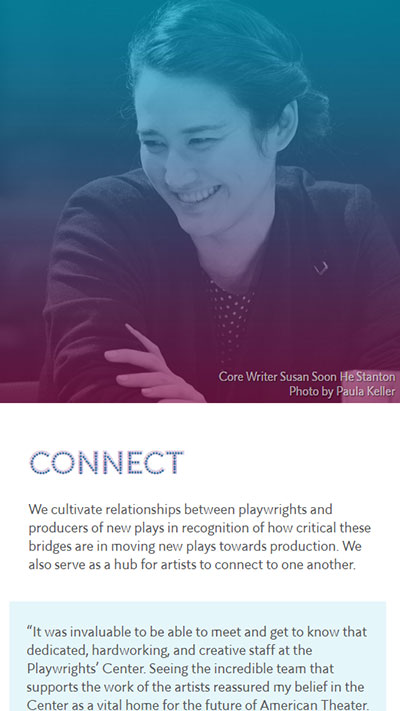 Core Writer Susan Soon He Stanton
Photo by Paula Keller
CONNECT
We cultivate relationships between playwrights and
producers of new plays in recognition of how critical these
bridges are in moving new plays towards production. We
also serve as a hub for artists to connect to one another.
“It was invaluable to be able to meet and get to know that
dedicated, hardworking, and creative staff at the
Playwrights’ Center. Seeing the incredible team that
supports the work of the artists reassured my belief in the
Center as a vital home for the future of American Theater.